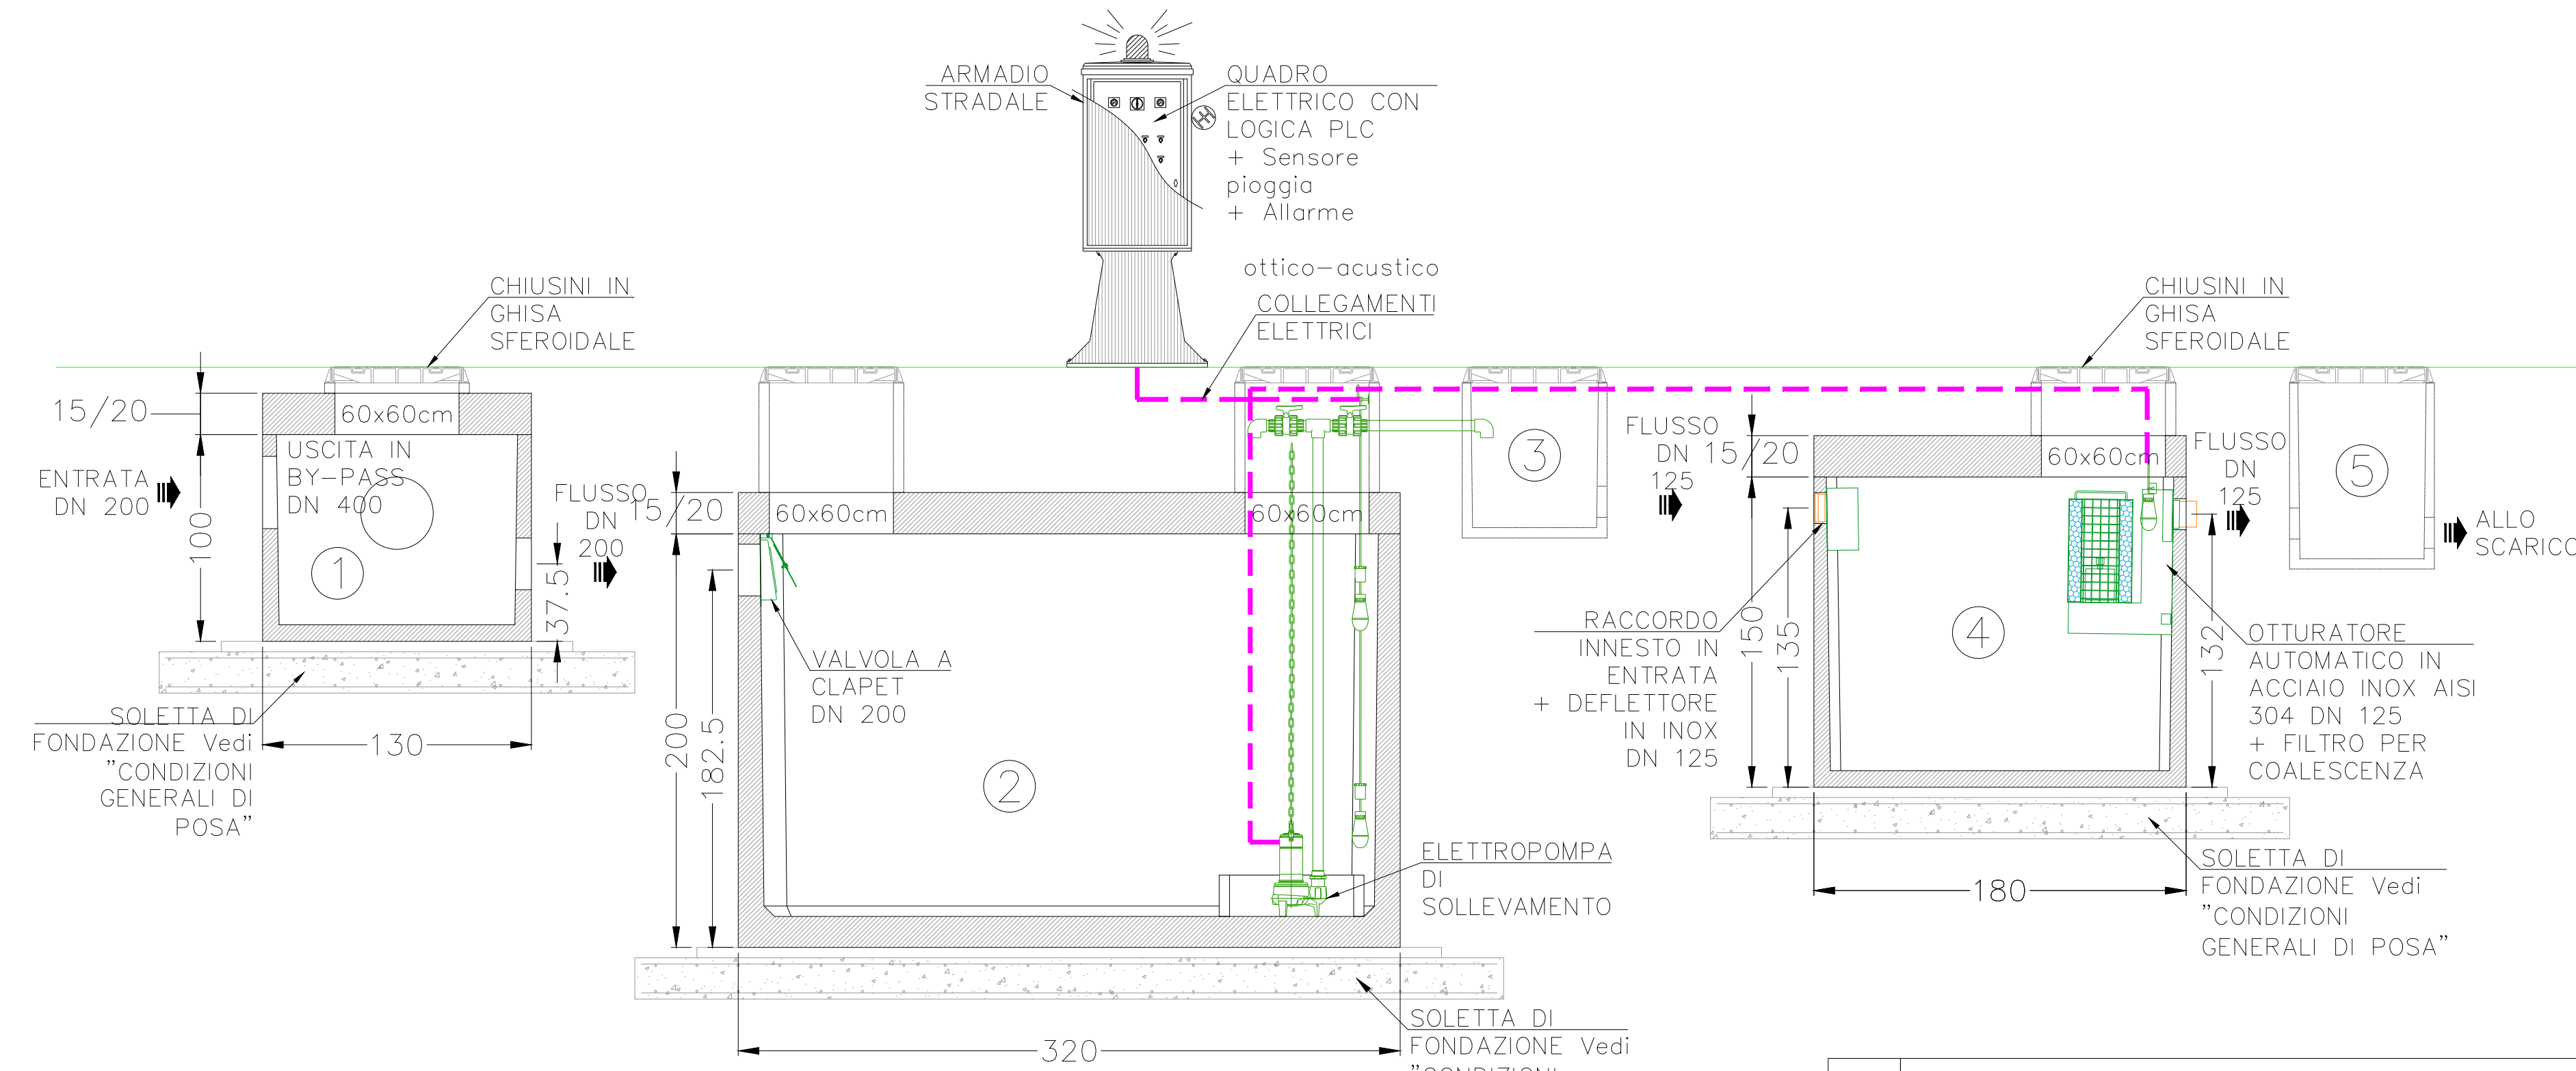 ARMADIO
STRADALE
QUADRO
ELETTRICO CON
LOGICA PLC
+ Sensore
pioggia
+ Allarme
ottico-acustico
COLLEGAMENTI
ELETTRICI
CHIUSINI IN
GHISA
SFEROIDALE
15/20
60x60cm
USCITA IN
BY-PASS
DN 400
ENTRATA
DN 200
100
1
37.5
FLUSSO
DN
200
130
SOLETTA DI
FONDAZIONE Vedi
"CONDIZIONI
GENERALI DI
POSA"
15/20
60x60cm
60x60cm
VALVOLA A
CLAPET
DN 200
200
182.5
2
ELETTROPOMPA
DI
SOLLEVAMENTO
320
SOLETTA DI
FONDAZIONE Vedi
"CONDIZIONI
3
FLUSSO
DN
125
15/20
CHIUSINI IN
GHISA
SFEROIDALE
60x60cm
RACCORDO
INNESTO IN
ENTRATA
+ DEFLETTORE
IN INOX
DN 125
150
135
4
132
FLUSSO
DN
125
OTTURATORE
AUTOMATICO IN
ACCIAIO INOX AISI
304 DN 125
+ FILTRO PER
COALESCENZA
180
SOLETTA DI
FONDAZIONE Vedi
"CONDIZIONI
GENERALI DI POSA"
5
ALLO
SCARICO